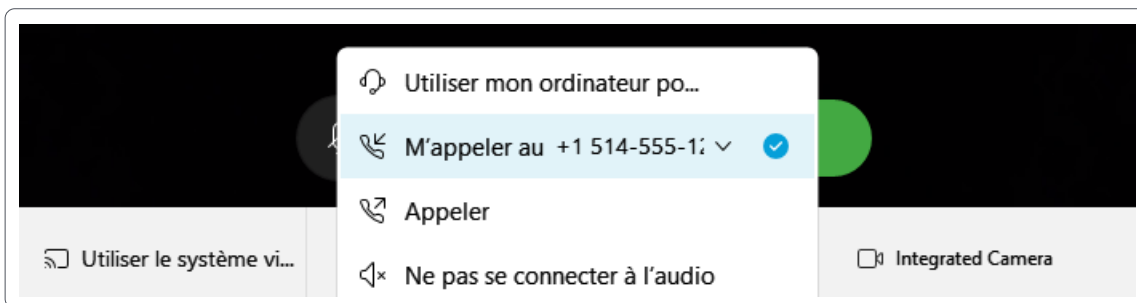 Utiliser mon ordinateur po...
M'appeler au +1 514-555-12
Appeler
Utiliser le système vi...
Integrated Camera
Ne pas se connecter à l'audio